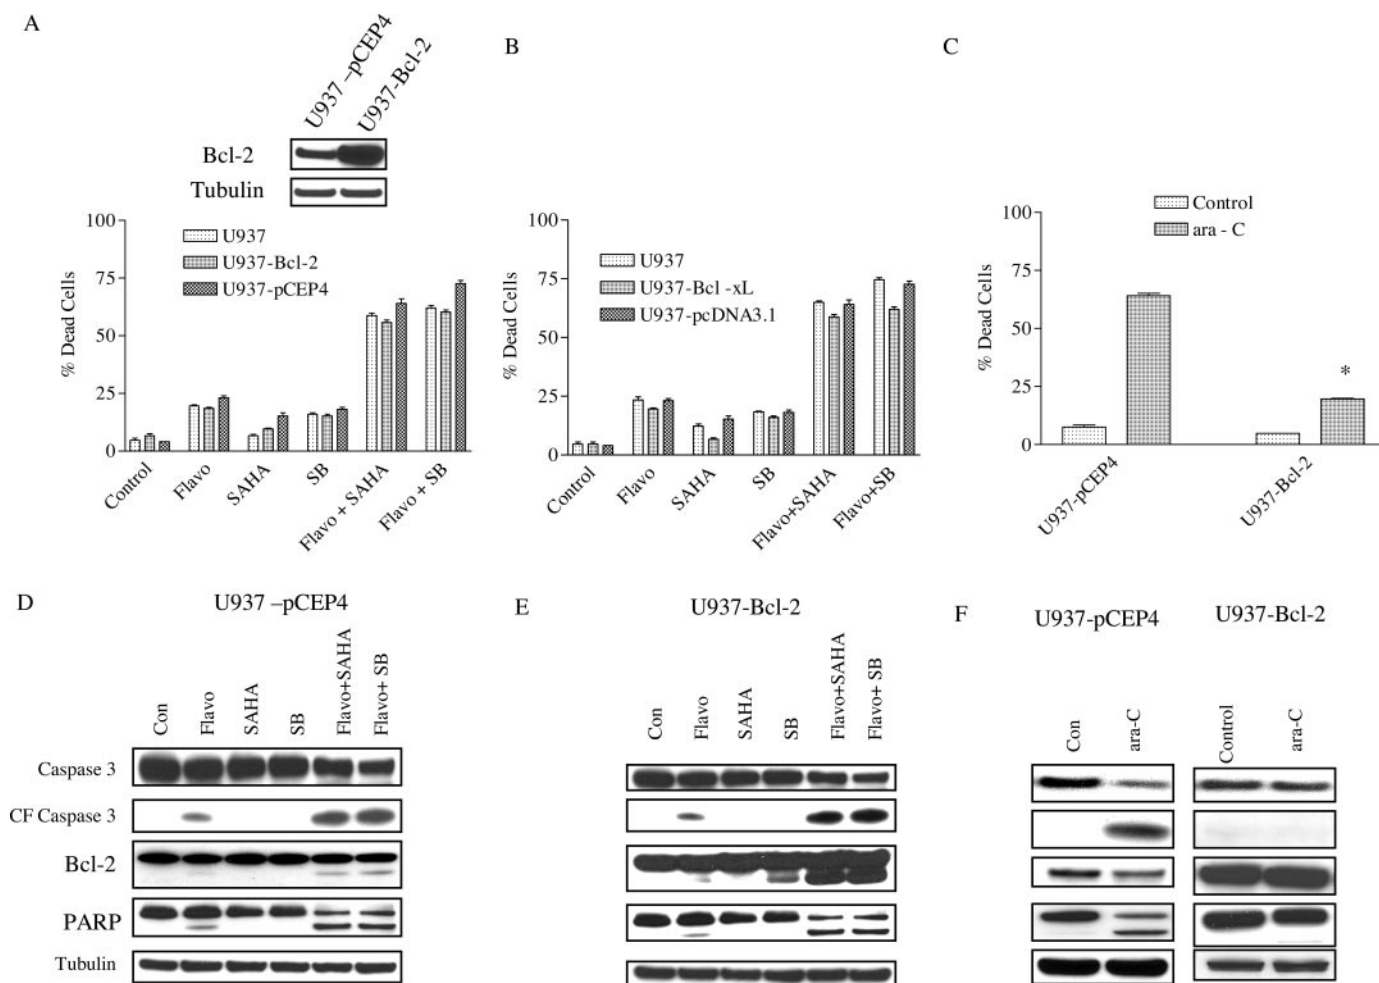 A
B
C
U937 –pCEP4
U937-Bcl-2
Bcl-2
Tubulin
% Dead Cells
100
75
50
25
0
U937
U937-Bcl-2
U937-pCEP4
Control
Flavo
SAHA
SB
Flavo + SAHA
Flavo + SB
% Dead Cells
100
75
50
25
0
U937
U937-Bcl -xL
U937-pcDNA3.1
Control
Flavo
SAHA
SB
Flavo+SAHA
Flavo+SB
Control
ara - C
% Dead Cells
100
75
50
25
0
*
U937-pCEP4
U937-Bcl-2
D
U937 –pCEP4
Con
Flavo
SAHA
SB
Flavo+SAHA
Flavo+ SB
Caspase 3
CF Caspase 3
Bcl-2
PARP
Tubulin
E
U937-Bcl-2
Con
Flavo
SAHA
SB
Flavo+SAHA
Flavo+ SB
F
U937-pCEP4
U937-Bcl-2
Con
ara-C
Control
ara-C